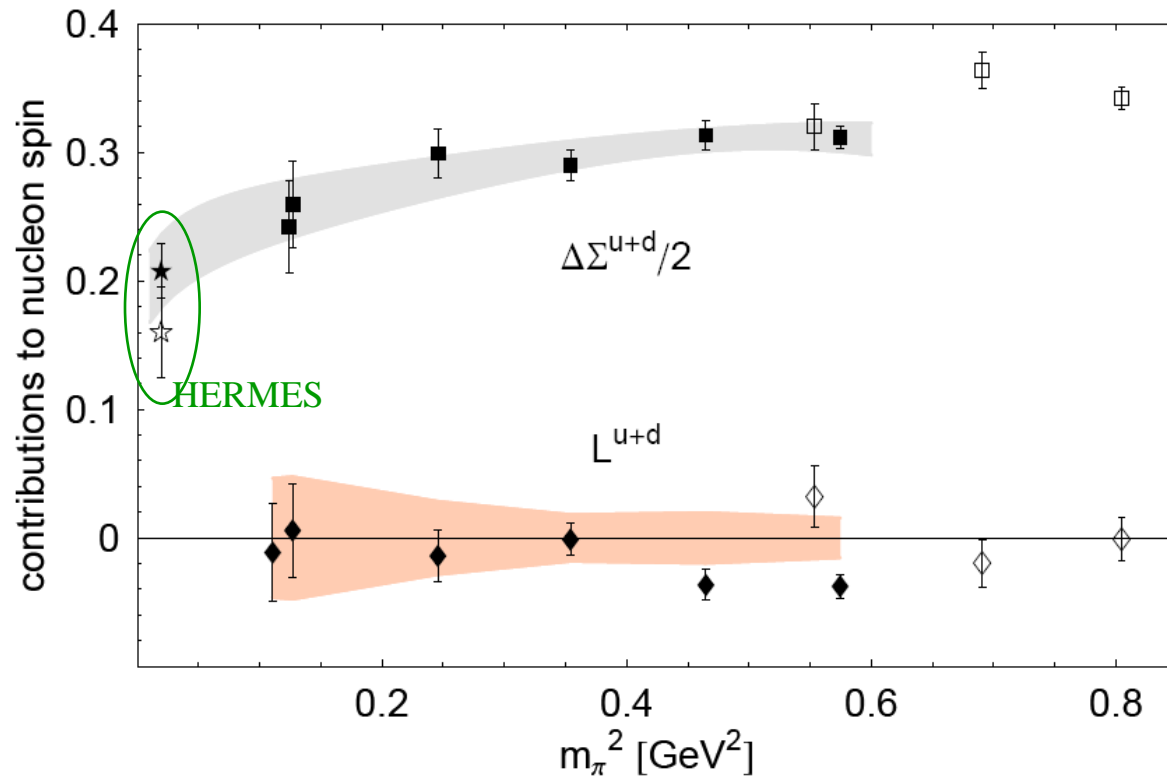 contributions to nucleon spin
0.4
0.3
0.2
0.1
0
ΔΣ^{u+d}/2
HERMES
L^{u+d}
0.2
0.4
0.6
0.8
m_π^2 [GeV^2]